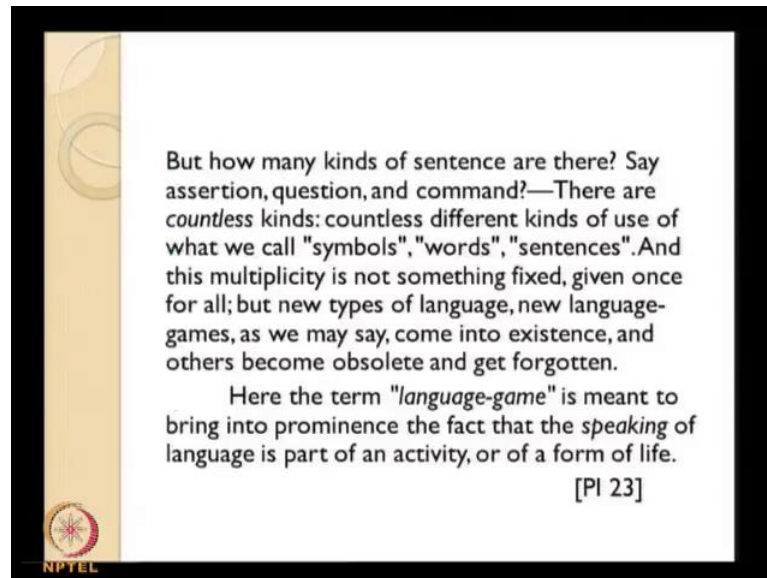 But how many kinds of sentence are there? Say
assertion, question, and command?—There are
countless kinds: countless different kinds of use of
what we call "symbols", "words", "sentences". And
this multiplicity is not something fixed, given once
for all; but new types of language, new language-
games, as we may say, come into existence, and
others become obsolete and get forgotten.
Here the term "language-game" is meant to
bring into prominence the fact that the speaking of
language is part of an activity, or of a form of life.
[PI 23]
NPTEL